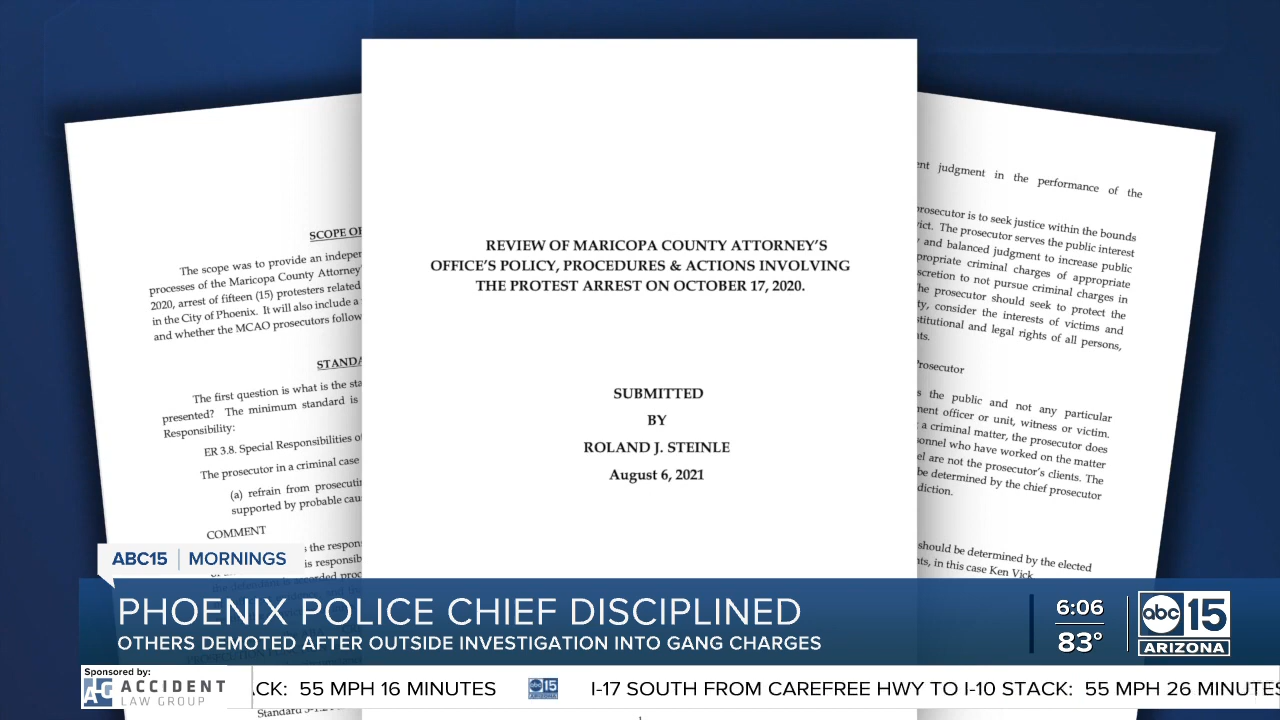 SCOPE OF
The scope was to provide an indepen
processes of the Maricopa County Attorney'
2020, arrest of fifteen (15) protesters related
in the City of Phoenix. It will also include a
and whether the MCAO prosecutors follow
STANDA
The first question is what is the sta
presented? The minimum standard is
Responsibility:
ER 3.8. Special Responsibilities of
The prosecutor in a criminal case
(a) refrain from prosecutin
supported by probable cau
COMMENT
s the respon
is responsib
REVIEW OF MARICOPA COUNTY ATTORNEY'S
OFFICE'S POLICY, PROCEDURES & ACTIONS INVOLVING
THE PROTEST ARREST ON OCTOBER 17, 2020.
SUBMITTED
BY
ROLAND J. STEINLE
August 6, 2021
ent judgment in the performance of the
prosecutor is to seek justice within the bounds
vict. The prosecutor serves the public interest
and balanced judgment to increase public
propriate criminal charges of appropriate
scretion to not pursue criminal charges in
he prosecutor should seek to protect the
ty, consider the interests of victims and
stitutional and legal rights of all persons,
nts.
Prosecutor
s the public and not any particular
ment officer or unit, witness or victim.
a criminal matter, the prosecutor does
sonnel who have worked on the matter
el are not the prosecutor's clients. The
be determined by the chief prosecutor
diction.
should be determined by the elected
nts, in this case Ken Vick
ABC15 | MORNINGS
PHOENIX POLICE CHIEF DISCIPLINED
OTHERS DEMOTED AFTER OUTSIDE INVESTIGATION INTO GANG CHARGES
6:06
83°
abc 15
ARIZONA
Sponsored by:
AG ACCIDENT
LAW GROUP
ACK: 55 MPH 16 MINUTES
abc 15
I-17 SOUTH FROM CAREFREE HWY TO I-10 STACK: 55 MPH 26 MINUTES